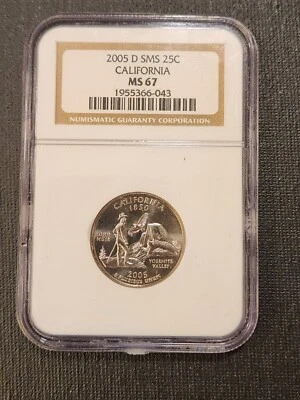 2005 D SMS 25C
CALIFORNIA
MS 67
1955366-043
NUMISMATIC GUARANTY CORPORATION
CALIFORNIA
1850
JOHN
MUIR
YOSEMITE
VALLEY
2005
E PLURIBUS UNUM